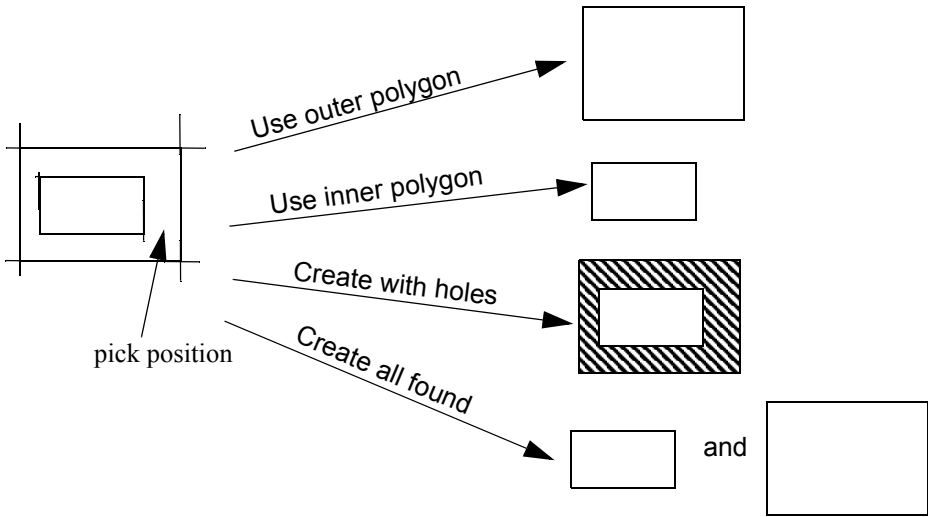 Use outer polygon
Use inner polygon
Create with holes
pick position
Create all found
and